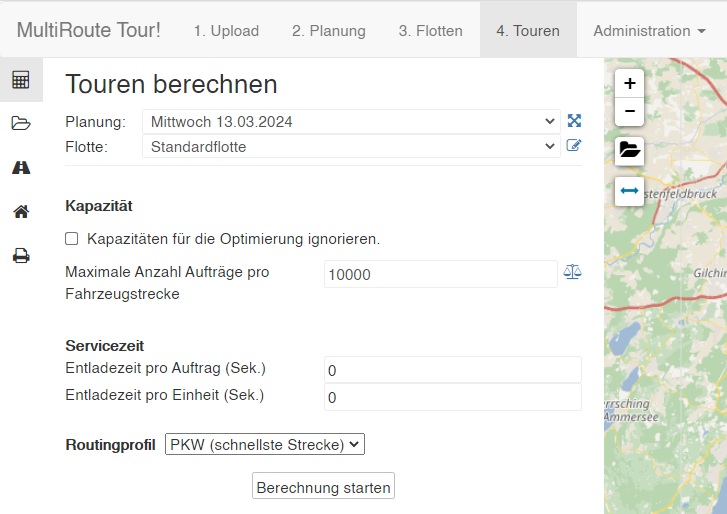 MultiRoute Tour! 1. Upload 2. Planung 3. Flotten 4. Touren Administration
Touren berechnen
Planung: Mittwoch 13.03.2024
Flotte: Standardflotte
Kapazität
Kapazitäten für die Optimierung ignorieren.
Maximale Anzahl Aufträge pro
Fahrzeugstrecke
10000
Servicezeit
Entladezeit pro Auftrag (Sek.) 0
Entladezeit pro Einheit (Sek.) 0
Routingprofil PKW (schnellste Strecke)
Berechnung starten
+
−
stenfeldbruck
Gilchin
rrsching
Ammersee